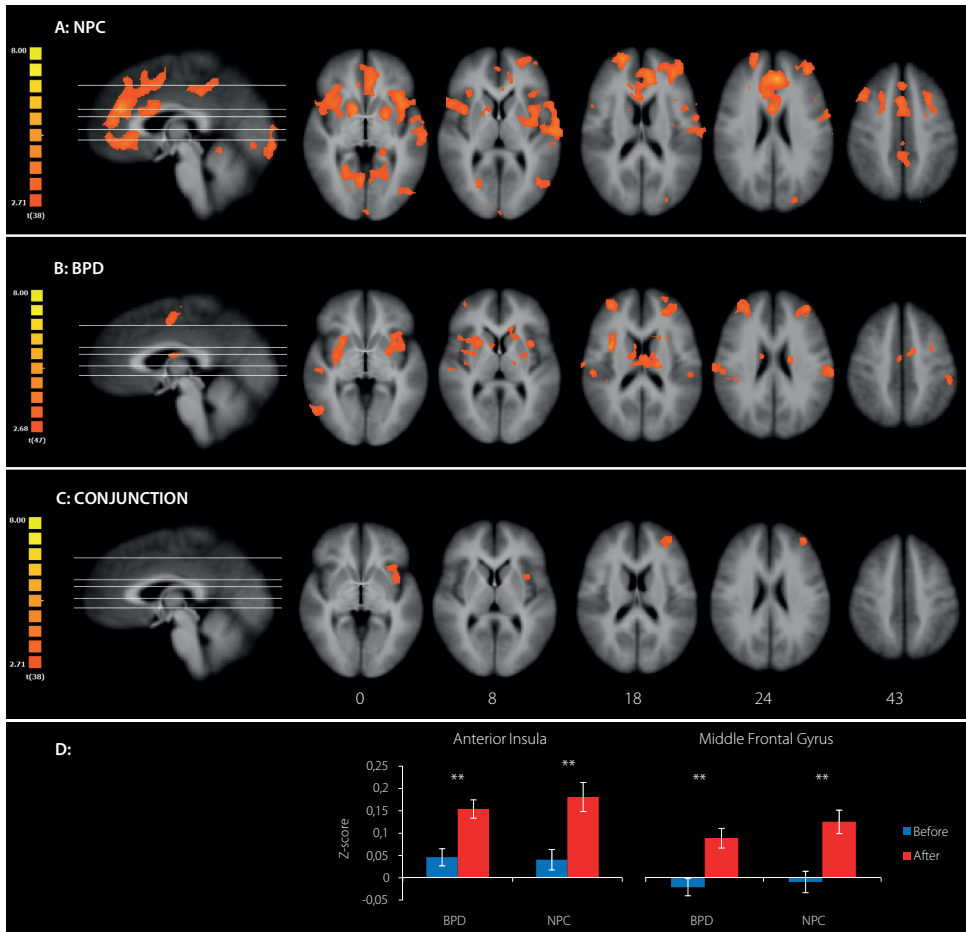 A: NPC
8.00
2.71
t(38)
B: BPD
8.00
2.68
t(47)
C: CONJUNCTION
8.00
2.71
t(38)
0 8 18 24 43
D:
Anterior Insula Middle Frontal Gyrus
Z-score
0,25
0,2
0,15
0,1
0,05
0
-0,05
** ** ** **
BPD NPC BPD NPC
Before
After